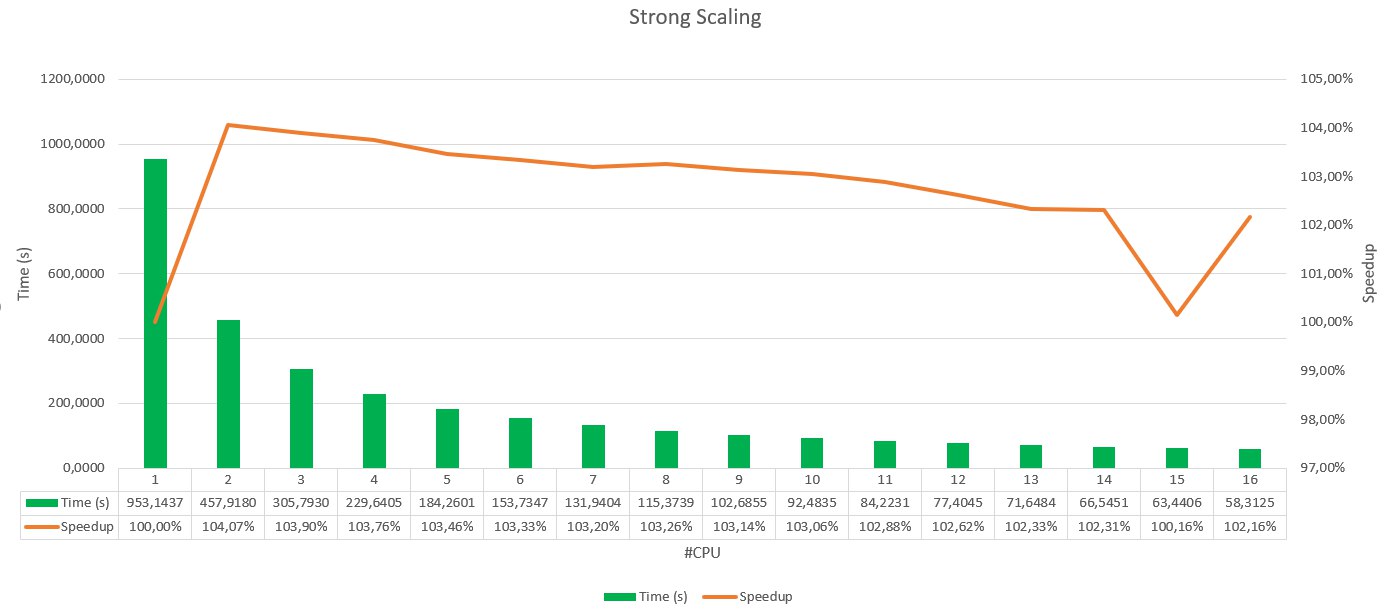 Strong Scaling
1200,0000
1000,0000
800,0000
600,0000
400,0000
200,0000
0,0000
Time (s)
105,00%
104,00%
103,00%
102,00%
101,00%
100,00%
99,00%
98,00%
97,00%
Speedup
1 2 3 4 5 6 7 8 9 10 11 12 13 14 15 16
Time (s) 953,1437 457,9180 305,7930 229,6405 184,2601 153,7347 131,9404 115,3739 102,6855 92,4835 84,2231 77,4045 71,6484 66,5451 63,4406 58,3125
Speedup 100,00% 104,07% 103,90% 103,76% 103,46% 103,33% 103,20% 103,26% 103,14% 103,06% 102,88% 102,62% 102,33% 102,31% 100,16% 102,16%
#CPU
Time (s) Speedup